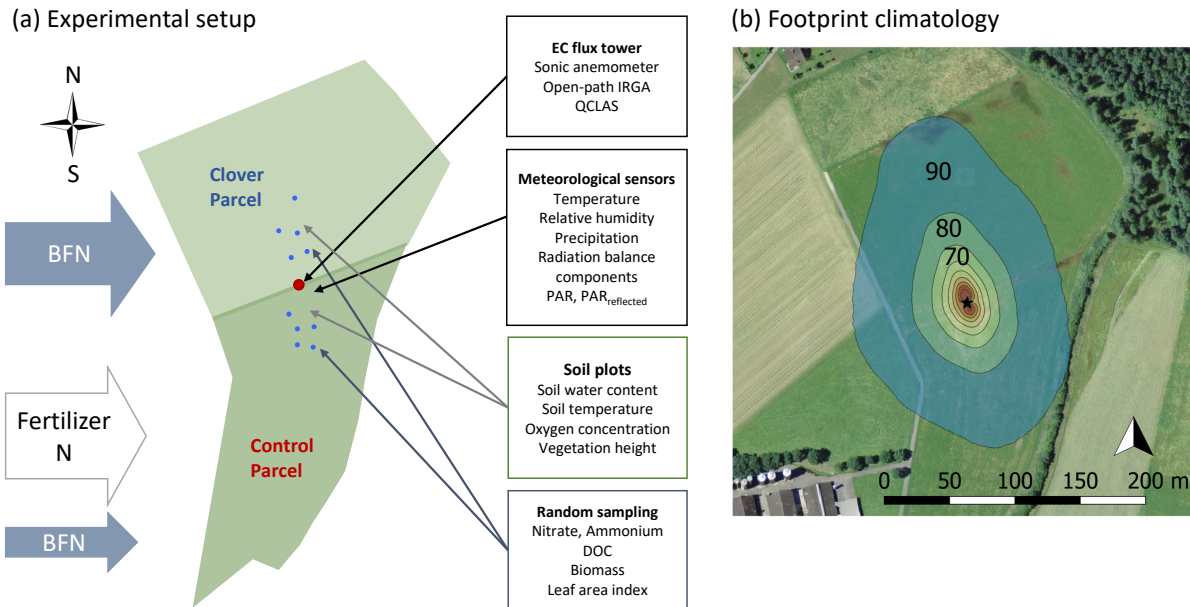 (a) Experimental setup
N
S
Clover
Parcel
BFN
Fertilizer
N
Control
Parcel
BFN
EC flux tower
Sonic anemometer
Open-path IRGA
QCLAS
Meteorological sensors
Temperature
Relative humidity
Precipitation
Radiation balance
components
PAR, PARreflected
Soil plots
Soil water content
Soil temperature
Oxygen concentration
Vegetation height
Random sampling
Nitrate, Ammonium
DOC
Biomass
Leaf area index
(b) Footprint climatology
90
80
70
0 50 100 150 200 m